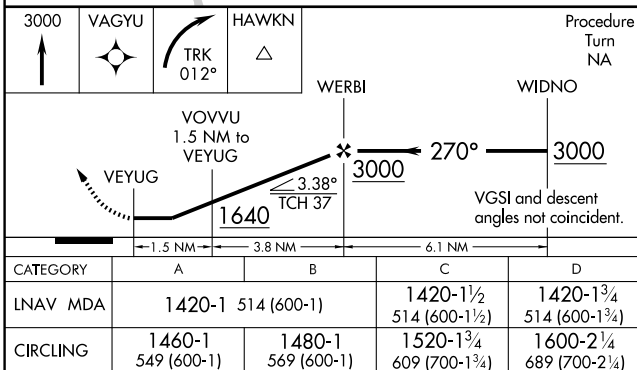 3000 VAGYU TRK 012° HAWKN
Procedure Turn NA
WERBI WIDNO
VOVVU
1.5 NM to
VEYUG
VEYUG
3000 270° 3000
3.38°
TCH 37
1640
VGSI and descent
angles not coincident.
1.5 NM 3.8 NM 6.1 NM
CATEGORY A B C D
LNAV MDA 1420-1 514 (600-1) 1420-1½ 514 (600-1½) 1420-1¾ 514 (600-1¾)
CIRCLING 1460-1 549 (600-1) 1480-1 569 (600-1) 1520-1¾ 609 (700-1¾) 1600-2¼ 689 (700-2¼)